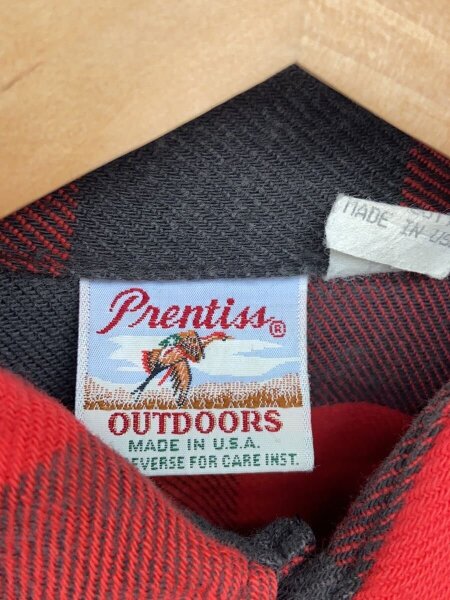 Prentiss®
OUTDOORS
MADE IN U.S.A.
EVERSE FOR CARE INST.
MADE IN US